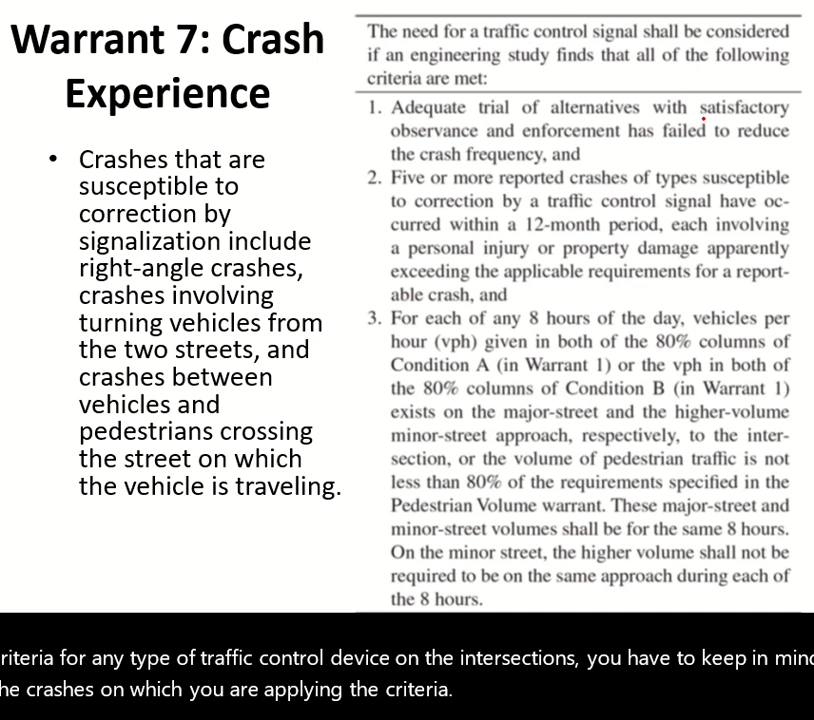 Warrant 7: Crash
Experience
• Crashes that are
susceptible to
correction by
signalization include
right-angle crashes,
crashes involving
turning vehicles from
the two streets, and
crashes between
vehicles and
pedestrians crossing
the street on which
the vehicle is traveling.
The need for a traffic control signal shall be considered
if an engineering study finds that all of the following
criteria are met:
1. Adequate trial of alternatives with satisfactory
observance and enforcement has failed to reduce
the crash frequency, and
2. Five or more reported crashes of types susceptible
to correction by a traffic control signal have oc-
curred within a 12-month period, each involving
a personal injury or property damage apparently
exceeding the applicable requirements for a report-
able crash, and
3. For each of any 8 hours of the day, vehicles per
hour (vph) given in both of the 80% columns of
Condition A (in Warrant 1) or the vph in both of
the 80% columns of Condition B (in Warrant 1)
exists on the major-street and the higher-volume
minor-street approach, respectively, to the inter-
section, or the volume of pedestrian traffic is not
less than 80% of the requirements specified in the
Pedestrian Volume warrant. These major-street and
minor-street volumes shall be for the same 8 hours.
On the minor street, the higher volume shall not be
required to be on the same approach during each of
the 8 hours.
riteria for any type of traffic control device on the intersections, you have to keep in mind
he crashes on which you are applying the criteria.